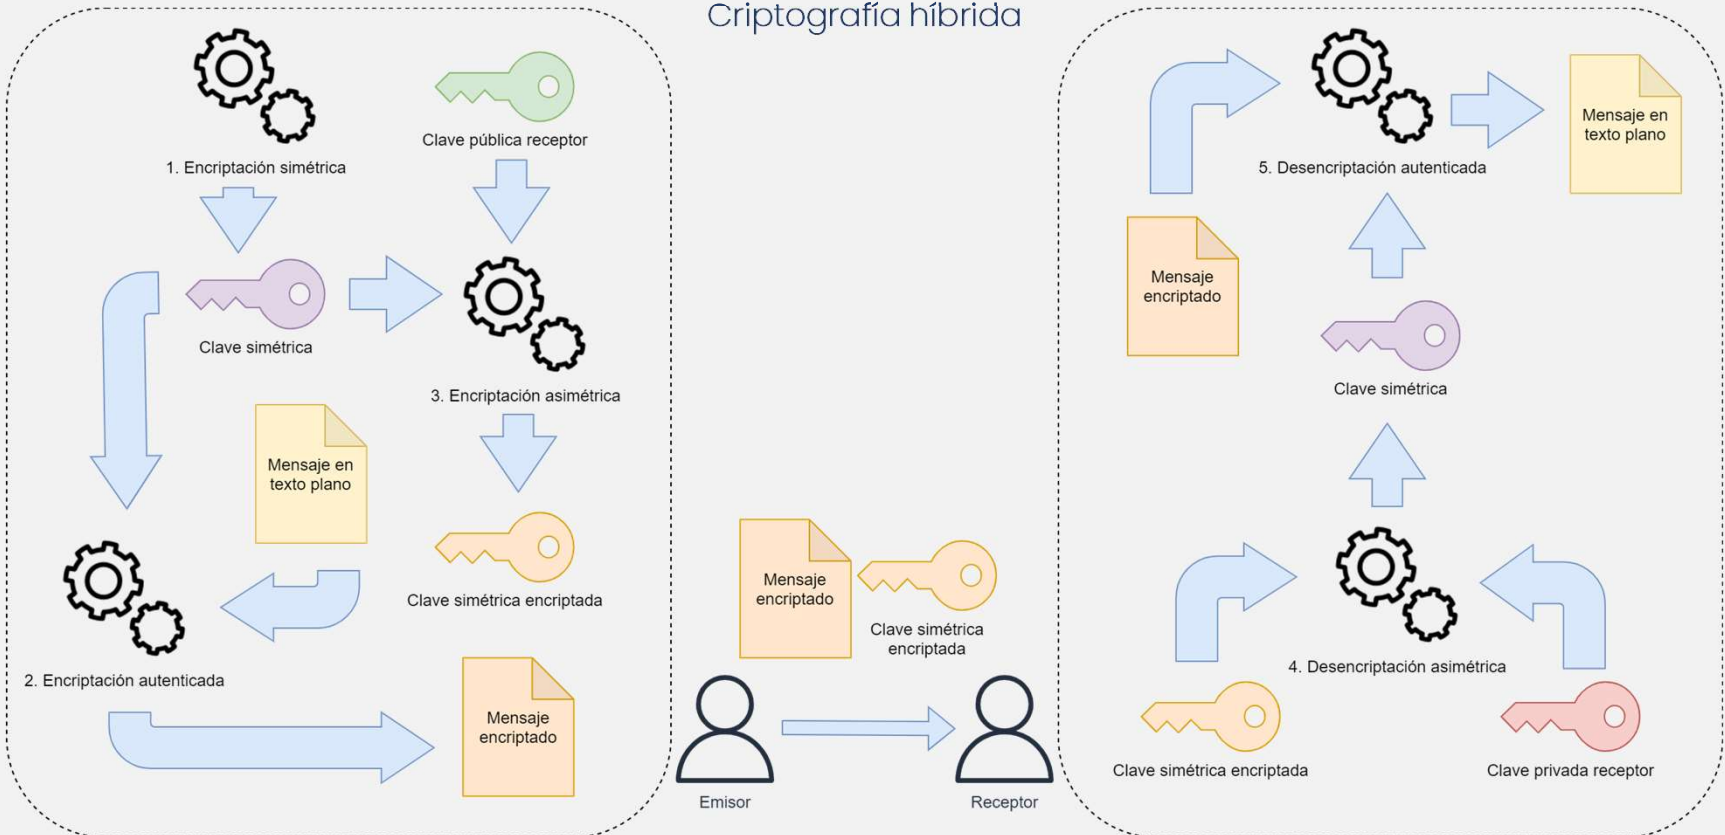 Criptografía híbrida
1. Encriptación simétrica
Clave pública receptor
Clave simétrica
3. Encriptación asimétrica
Mensaje en
texto plano
Clave simétrica encriptada
2. Encriptación autenticada
Mensaje
encriptado
Mensaje
encriptado
Clave simétrica
encriptada
Emisor
Receptor
5. Desencriptación autenticada
Mensaje en
texto plano
Mensaje
encriptado
Clave simétrica
4. Desencriptación asimétrica
Clave simétrica encriptada
Clave privada receptor